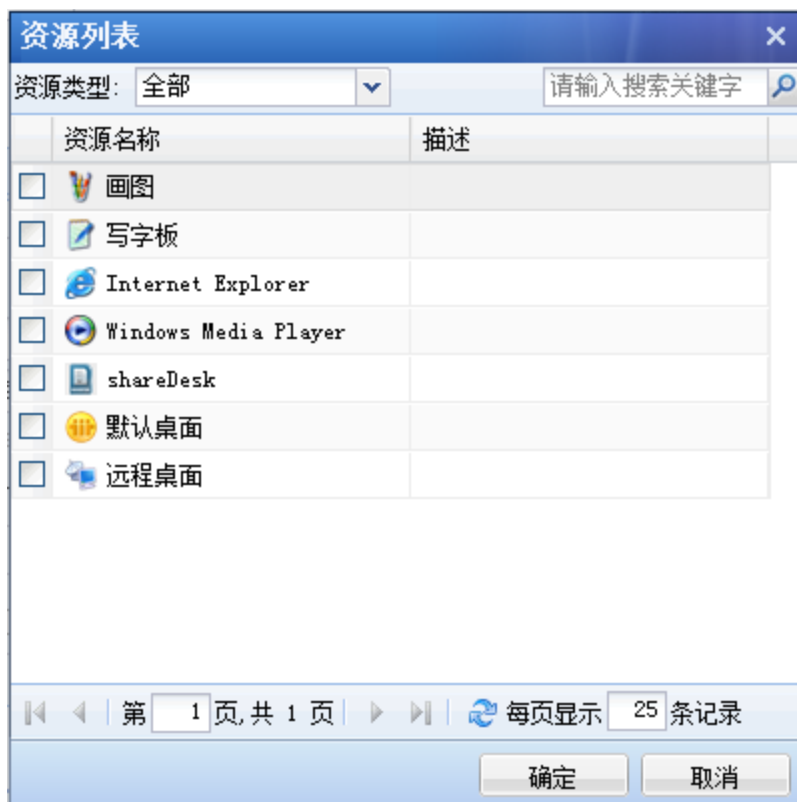 资源列表
资源类型: 全部 请输入搜索关键字
资源名称 描述
画图
写字板
Internet Explorer
Windows Media Player
shareDesk
默认桌面
远程桌面
第 1 页,共 1 页 每页显示 25 条记录
确定 取消